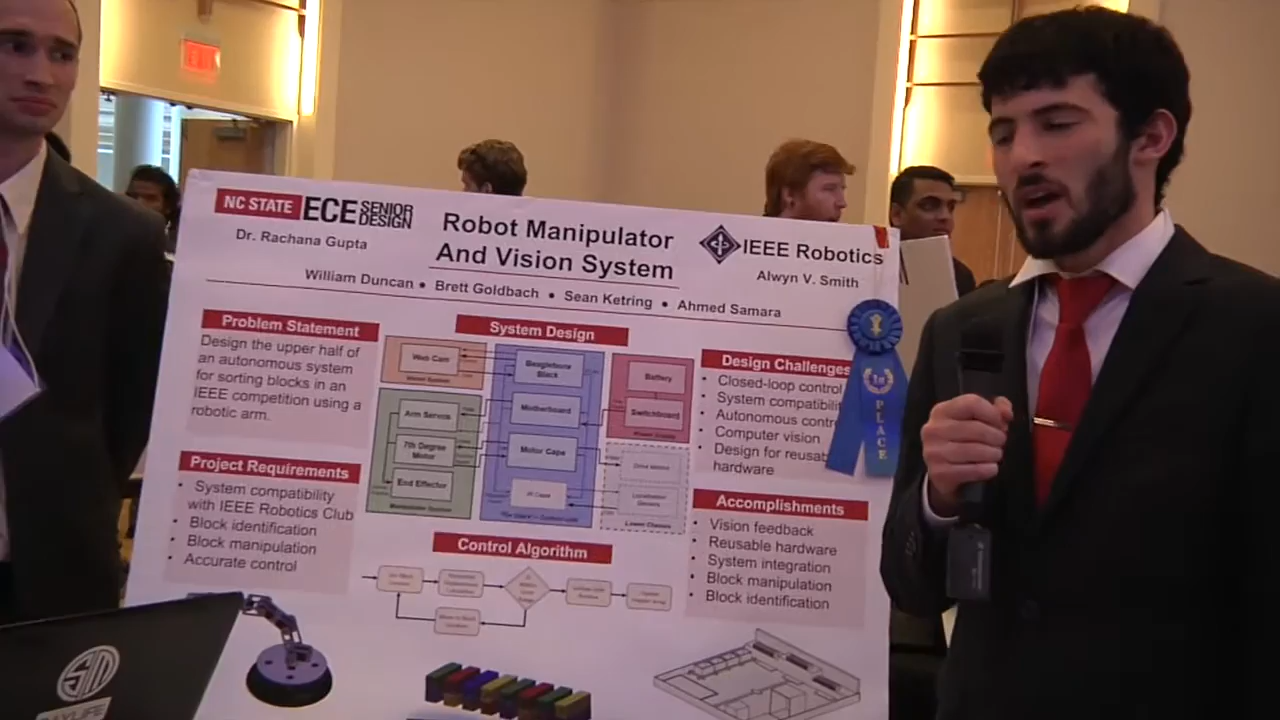 NC STATE ECE SENIOR DESIGN
Dr. Rachana Gupta
Robot Manipulator
And Vision System
IEEE Robotics
Alwyn V. Smith
William Duncan • Brett Goldbach • Sean Ketring • Ahmed Samara
Problem Statement
Design the upper half of
an autonomous system
for sorting blocks in an
IEEE competition using a
robotic arm.
Project Requirements
• System compatibility
with IEEE Robotics Club
• Block identification
• Block manipulation
• Accurate control
System Design
Web Cam
Beaglebone
Black
Battery
Arm Servos
Motherboard
Switchboard
7th Degree
Motor
Motor Cape
End Effector
Control Algorithm
Design Challenges
• Closed-loop control
• System
• Autonomous
• Computer vision
• Design for
hardware
Accomplishments
• Vision feedback
• Reusable hardware
• System integration
• Block manipulation
• Block identification
1st
PLACE